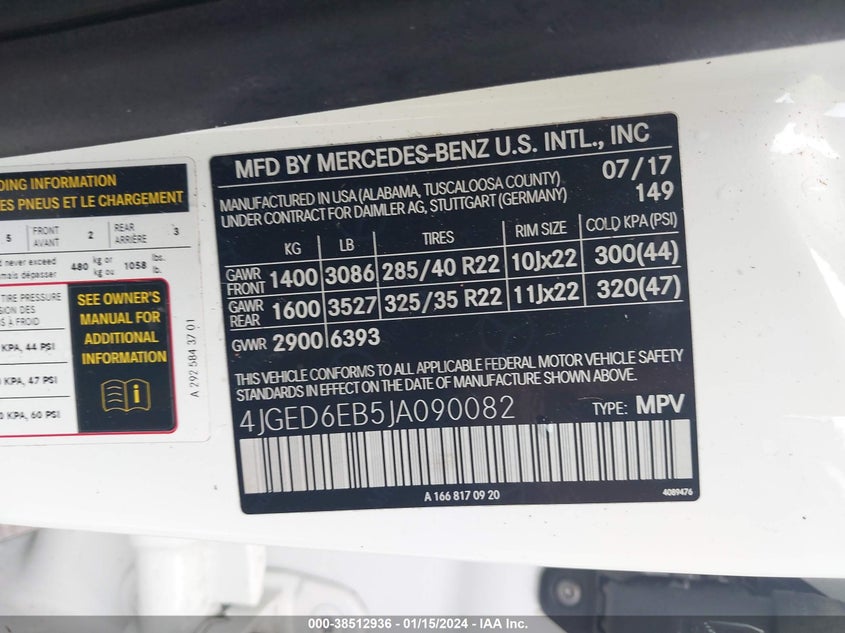 DING INFORMATION
ES PNEUS ET LE CHARGEMENT
5 FRONT AVANT 2 REAR ARRIÈRE 3
never exceed 480 kg or kg ou 1058 lbs. lb.
mais dépasser
TIRE PRESSURE
SION DES
À FROID
KPA, 44 PSI
KPA, 47 PSI
KPA, 60 PSI
SEE OWNER'S
MANUAL FOR
ADDITIONAL
INFORMATION
A 292 584 37 01
MFD BY MERCEDES-BENZ U.S. INTL., INC
MANUFACTURED IN USA (ALABAMA, TUSCALOOSA COUNTY) 07/17
UNDER CONTRACT FOR DAIMLER AG, STUTTGART (GERMANY) 149
KG LB TIRES RIM SIZE COLD KPA (PSI)
GAWR FRONT 1400 3086 285/40 R22 10Jx22 300(44)
GAWR REAR 1600 3527 325/35 R22 11Jx22 320(47)
GVWR 2900 6393
THIS VEHICLE CONFORMS TO ALL APPLICABLE FEDERAL MOTOR VEHICLE SAFETY
STANDARDS IN EFFECT ON THE DATE OF MANUFACTURE SHOWN ABOVE.
4JGED6EB5JA090082 TYPE: MPV
A 166 817 09 20 4089476
000-38512936 - 01/15/2024 - IAA Inc.